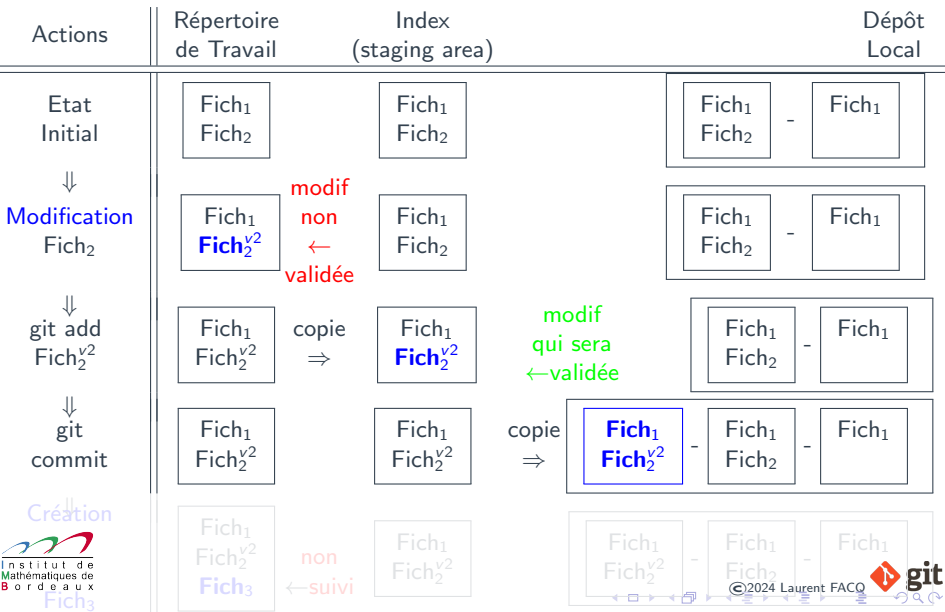 Actions
Répertoire
de Travail
Index
(staging area)
Dépôt
Local
Etat
Initial
Fich₁
Fich₂
Fich₁
Fich₂
Fich₁
Fich₂
-
Fich₁
⇓
Modification
Fich₂
Fich₁
Fich₂ᵛ²
modif
non
←
validée
Fich₁
Fich₂
Fich₁
Fich₂
-
Fich₁
⇓
git add
Fich₂ᵛ²
Fich₁
Fich₂ᵛ²
copie
⇒
Fich₁
Fich₂ᵛ²
modif
qui sera
←validée
Fich₁
Fich₂
-
Fich₁
⇓
git
commit
Fich₁
Fich₂ᵛ²
Fich₁
Fich₂ᵛ²
copie
⇒
Fich₁
Fich₂ᵛ²
-
Fich₁
Fich₂
-
Fich₁
⇓
Création
Fich₃
Fich₁
Fich₂ᵛ²
Fich₃
non
←suivi
Fich₁
Fich₂ᵛ²
Fich₁
Fich₂ᵛ²
-
Fich₁
Fich₂
-
Fich₁
Institut de
Mathématiques de
Bordeaux
©2024 Laurent FACQ
git